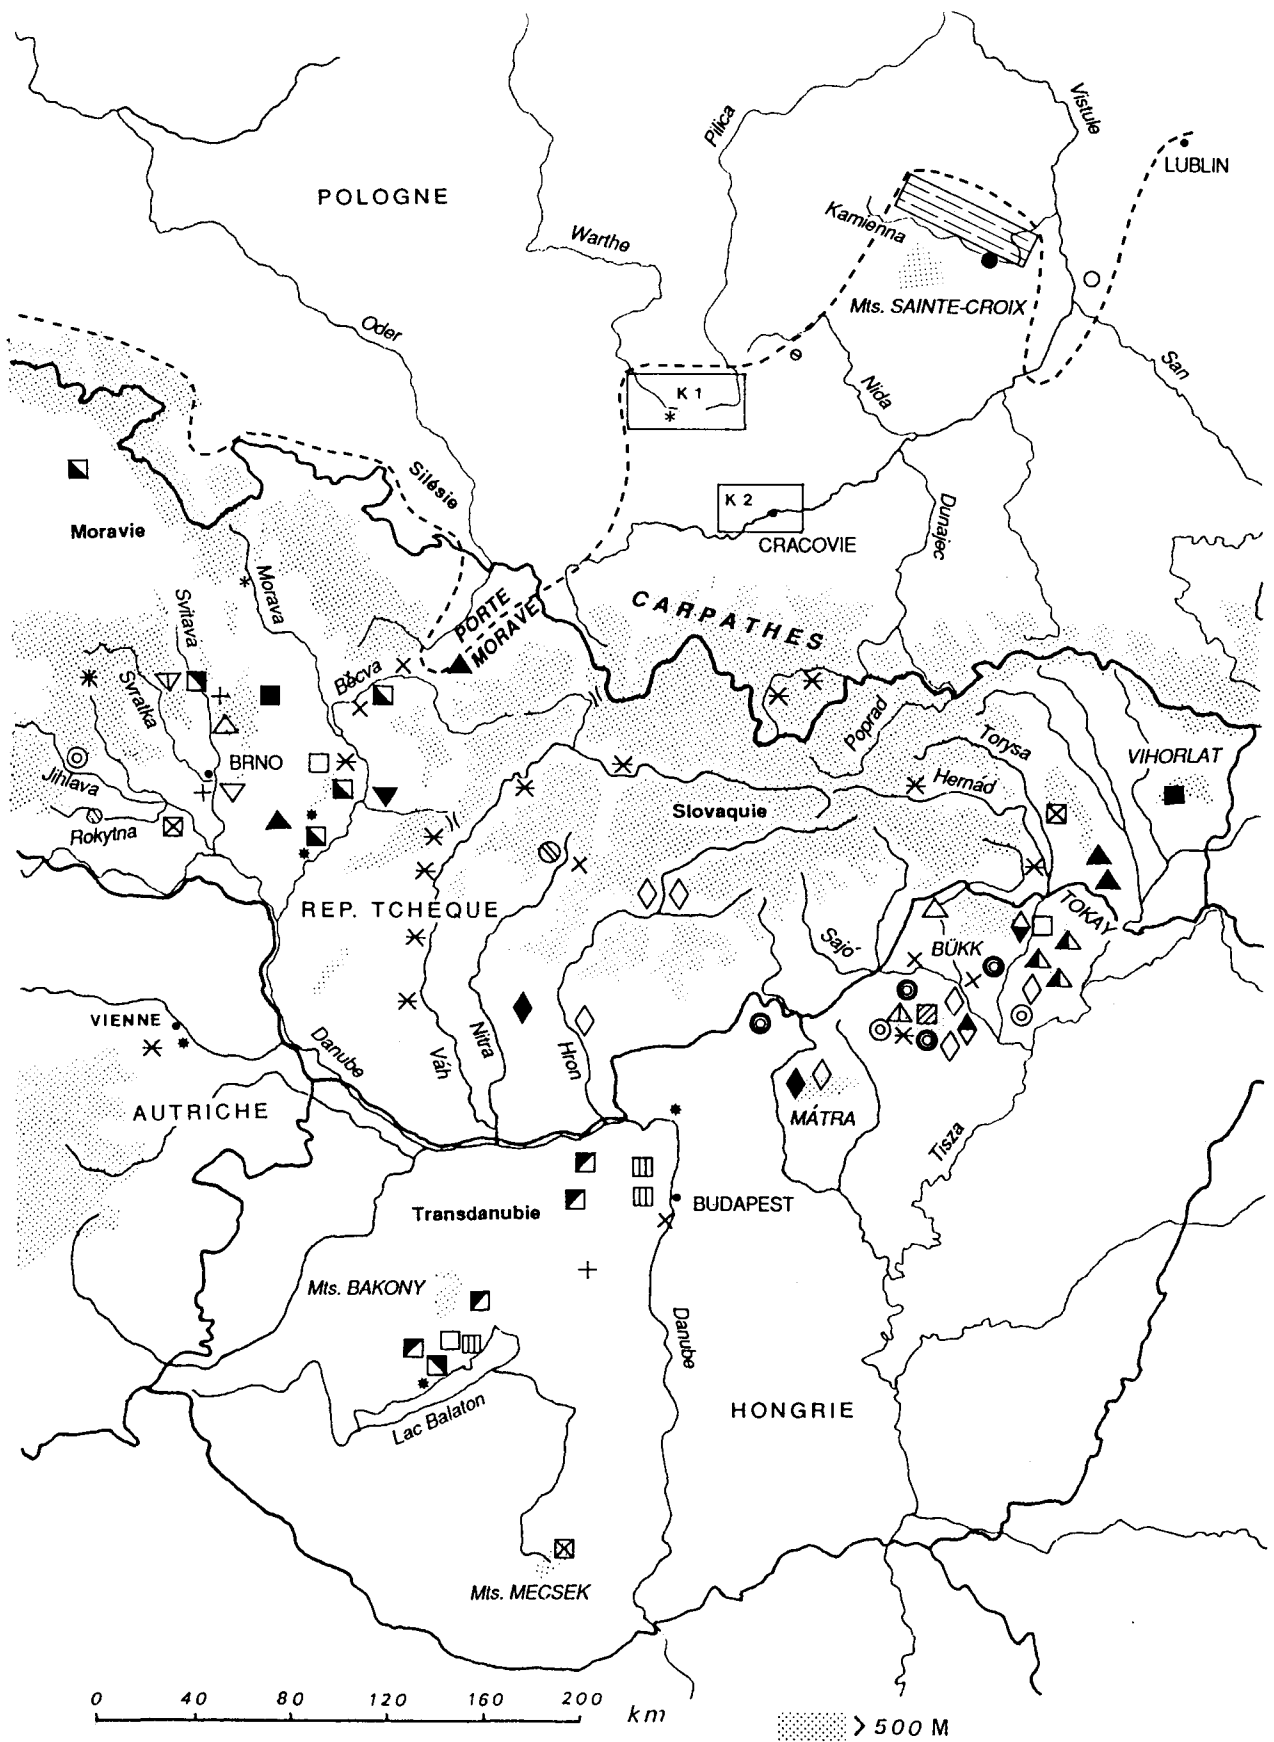 POLOGNE
Pilica
Vistule
LUBLIN
Warthe
Kamienna
Mts. SAINTE-CROIX
Oder
San
Nida
K 1
K 2
CRACOVIE
Silésie
Moravie
Dunajec
CARPATHES
Svitava
Morava
PORTE
MORAVE
Bečva
Svratka
Poprad
Torysa
VIHORLAT
BRNO
Jihlava
Hernád
Slovaquie
Rokytna
REP. TCHEQUE
TOKAY
Sajó
BÜKK
VIENNE
Danube
Váh
Nitra
Hron
AUTRICHE
MÁTRA
Tisza
Transdanubie
BUDAPEST
Mts. BAKONY
Danube
Lac Balaton
HONGRIE
Mts. MECSEK
0 40 80 120 160 200 km
> 500 M